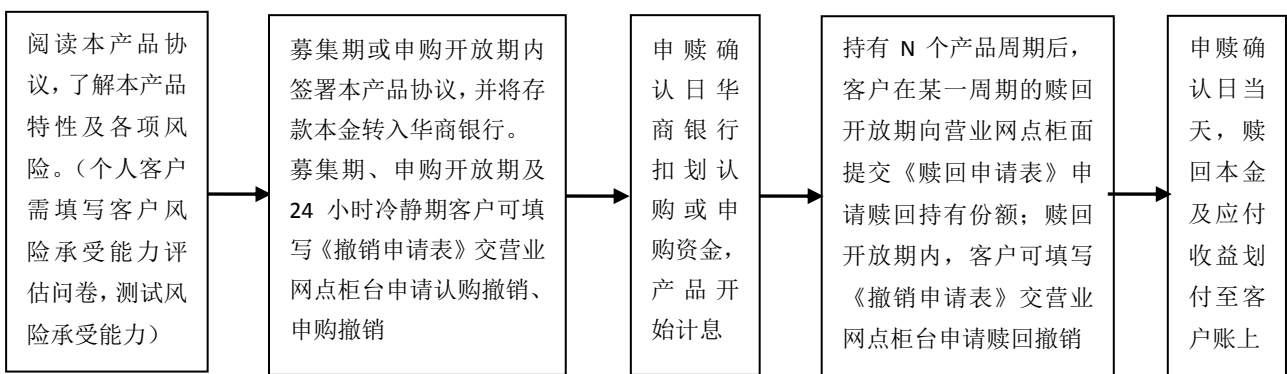 阅读本产品协
议，了解本产品
特性及各项风
险。（个人客户
需填写客户风
险承受能力评
估问卷，测试风
险承受能力）
募集期或申购开放期内
签署本产品协议，并将存
款本金转入华商银行。
募集期、申购开放期及
24 小时冷静期客户可填
写《撤销申请表》交营业
网点柜台申请认购撤销、
申购撤销
申赎确
认日华
商银行
扣划认
购或申
购资金，
产品开
始计息
持有 N 个产品周期后，
客户在某一周期的赎回
开放期向营业网点柜面
提交《赎回申请表》申
请赎回持有份额；赎回
开放期内，客户可填写
《撤销申请表》交营业
网点柜台申请赎回撤销
申赎确
认日当
天，赎
回本金
及应付
收益划
付至客
户账上